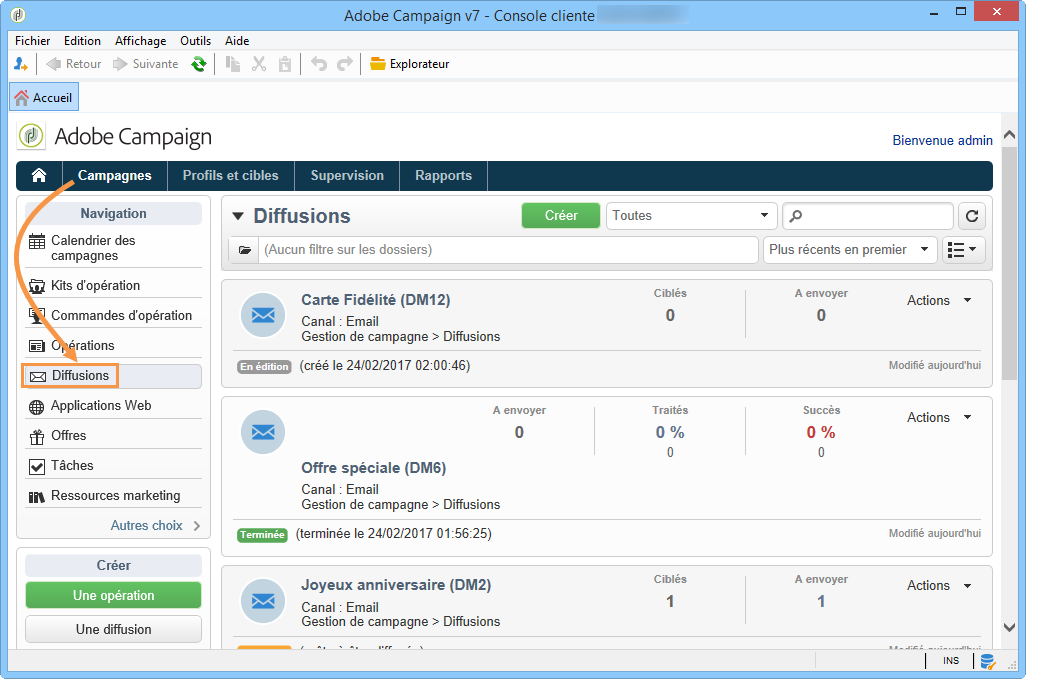 Adobe Campaign v7 - Console cliente
Fichier Edition Affichage Outils Aide
Retour Suivante Explorateur
Accueil
Adobe Campaign
Bienvenue admin
Campagnes Profils et cibles Supervision Rapports
Navigation
Calendrier des
campagnes
Kits d'opération
Commandes d'opération
Opérations
Diffusions
Applications Web
Offres
Tâches
Ressources marketing
Autres choix
Créer
Une opération
Une diffusion
Diffusions Créer Toutes
(Aucun filtre sur les dossiers) Plus récents en premier
Carte Fidélité (DM12) Ciblés A envoyer Actions
0 0
Canal : Email
Gestion de campagne > Diffusions
En édition (créé le 24/02/2017 02:00:46) Modifié aujourd'hui
A envoyer Traités Succès Actions
0 0 % 0 %
0 0
Offre spéciale (DM6)
Canal : Email
Gestion de campagne > Diffusions
Terminée (terminée le 24/02/2017 01:56:25) Modifié aujourd'hui
Joyeux anniversaire (DM2) Ciblés A envoyer Actions
1 1
Canal : Email
Gestion de campagne > Diffusions
Modifié aujourd'hui
INS